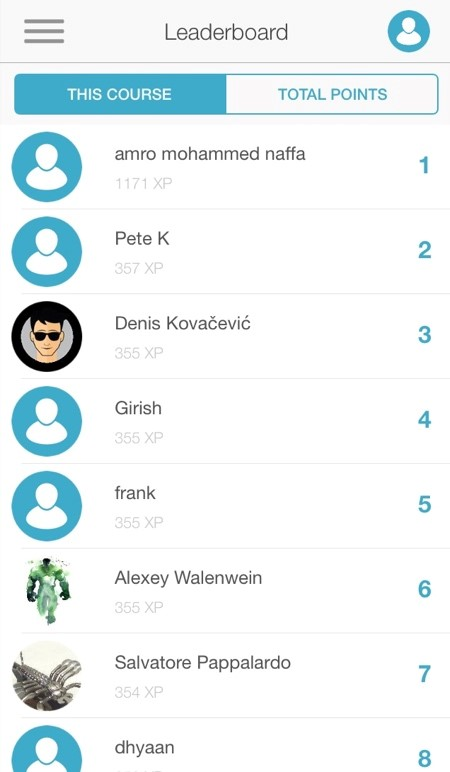 Leaderboard
THIS COURSE
TOTAL POINTS
amro mohammed naffa
1171 XP
1
Pete K
357 XP
2
Denis Kovačević
355 XP
3
Girish
355 XP
4
frank
355 XP
5
Alexey Walenwein
355 XP
6
Salvatore Pappalardo
354 XP
7
dhyaan
8